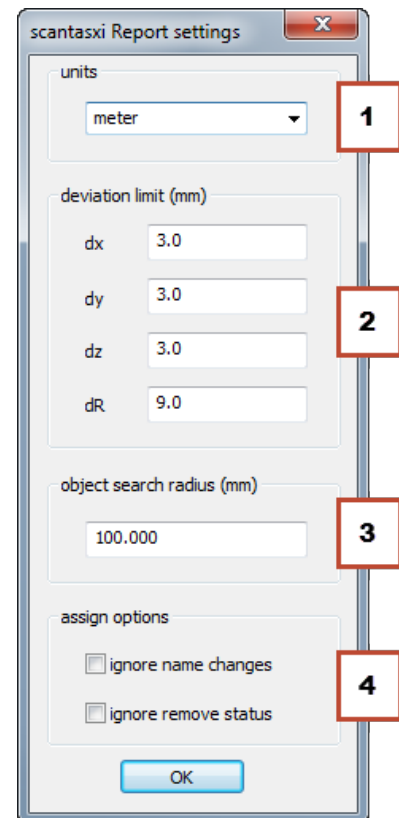 scantasxi Report settings
units
meter
1
deviation limit (mm)
dx 3.0
dy 3.0
2
dz 3.0
dR 9.0
object search radius (mm)
100.000
3
assign options
ignore name changes
4
ignore remove status
OK